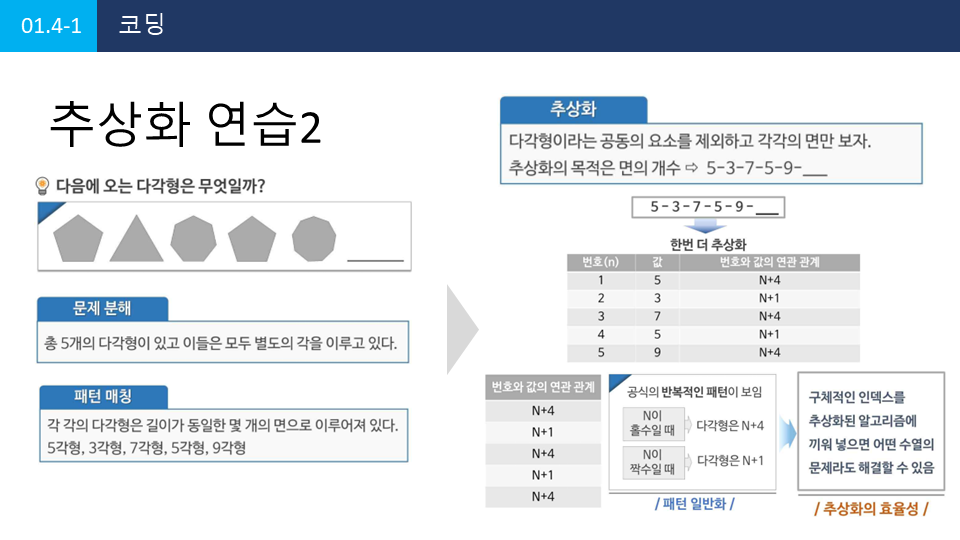 01.4-1 코딩
추상화 연습2
다음에 오는 다각형은 무엇일까?
문제 분해
총 5개의 다각형이 있고 이들은 모두 별도의 각을 이루고 있다.
패턴 매칭
각 각의 다각형은 길이가 동일한 몇 개의 면으로 이루어져 있다.
5각형, 3각형, 7각형, 5각형, 9각형
추상화
다각형이라는 공동의 요소를 제외하고 각각의 면만 보자.
추상화의 목적은 면의 개수 ⇨ 5-3-7-5-9-___
5-3-7-5-9-___
한번 더 추상화
번호(n) 값 번호와 값의 연관 관계
1 5 N+4
2 3 N+1
3 7 N+4
4 5 N+1
5 9 N+4
번호와 값의 연관 관계
N+4
N+1
N+4
N+1
N+4
공식의 반복적인 패턴이 보임
N이
홀수일 때
다각형은 N+4
N이
짝수일 때
다각형은 N+1
/ 패턴 일반화 /
구체적인 인덱스를
추상화된 알고리즘에
끼워 넣으면 어떤 수열의
문제라도 해결할 수 있음
/ 추상화의 효율성 /